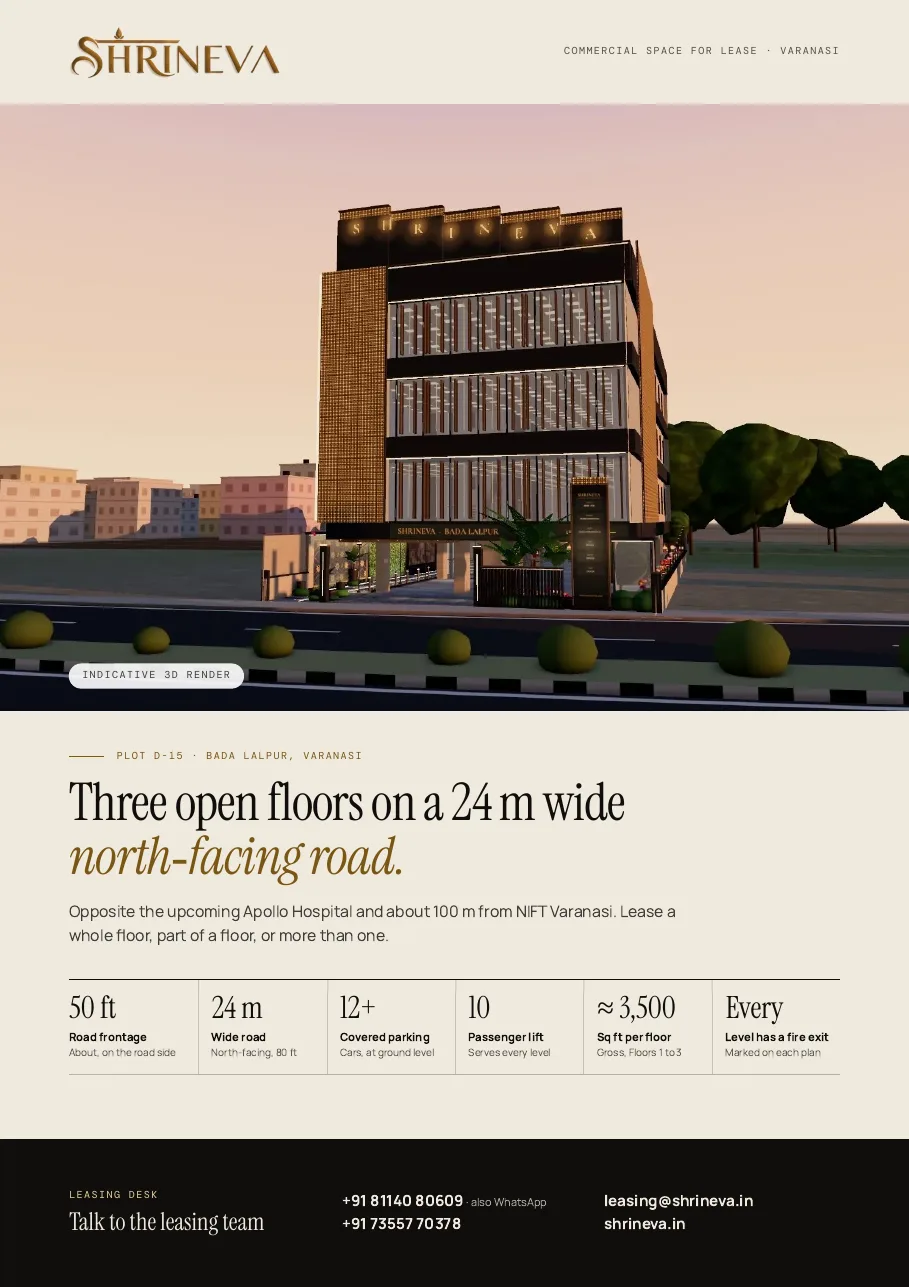 SHRINEVA
COMMERCIAL SPACE FOR LEASE · VARANASI
SHRINEVA
SHRINEVA · BADA LALPUR
SHRINEVA
INDICATIVE 3D RENDER
PLOT D-15 · BADA LALPUR, VARANASI
Three open floors on a 24 m wide
north-facing road.
Opposite the upcoming Apollo Hospital and about 100 m from NIFT Varanasi. Lease a
whole floor, part of a floor, or more than one.
50 ft
Road frontage
About, on the road side
24 m
Wide road
North-facing, 80 ft
12+
Covered parking
Cars, at ground level
10
Passenger lift
Serves every level
≈ 3,500
Sq ft per floor
Gross, Floors 1 to 3
Every
Level has a fire exit
Marked on each plan
LEASING DESK
Talk to the leasing team
+91 81140 80609 · also WhatsApp
+91 73557 70378
leasing@shrineva.in
shrineva.in